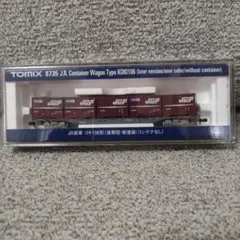 TOMIX 8735 J.R. Container Wagon Type KOKI106 (later version/new color/without container)
JR貨車 コキ106形(後期型・新塗装・コンテナなし)